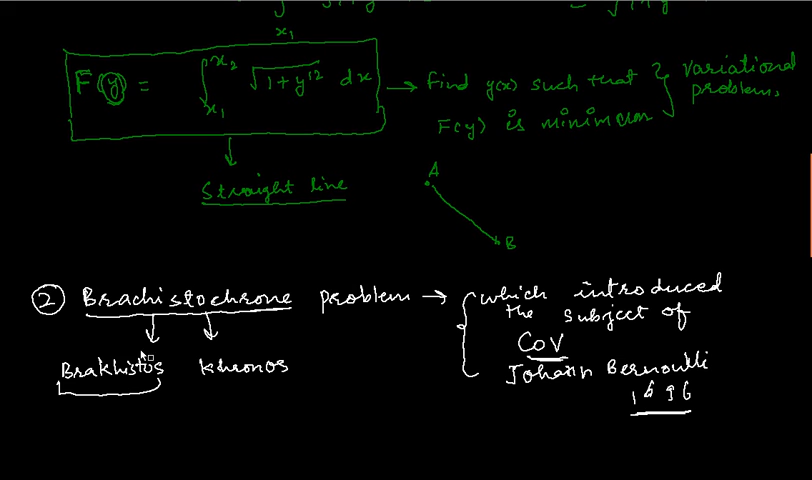 x₁
F(y) = ∫ x₁ x₂ √1 + y'² dx → find y(x) such that
F(y) is minimum
variational problem.
Straight line
A
B
② Brachistochrone problem → which introduced
the subject of
CoV
Brakhistos khronos
Johann Bernoulli
1696